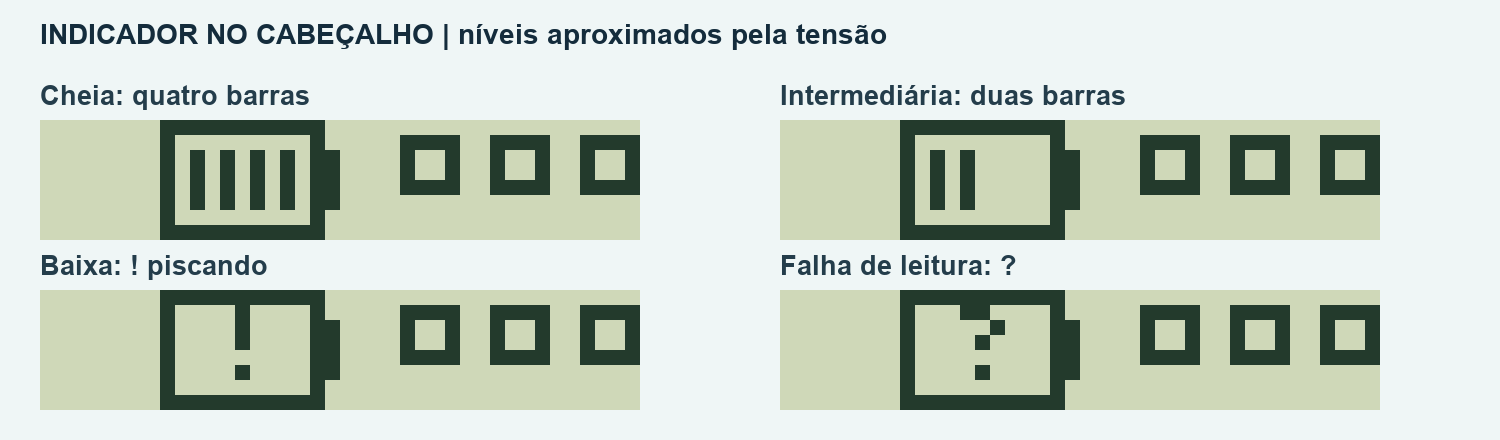 INDICADOR NO CABEÇALHO | níveis aproximados pela tensão
Cheia: quatro barras
Intermediária: duas barras
Baixa: ! piscando
Falha de leitura: ?
!
?